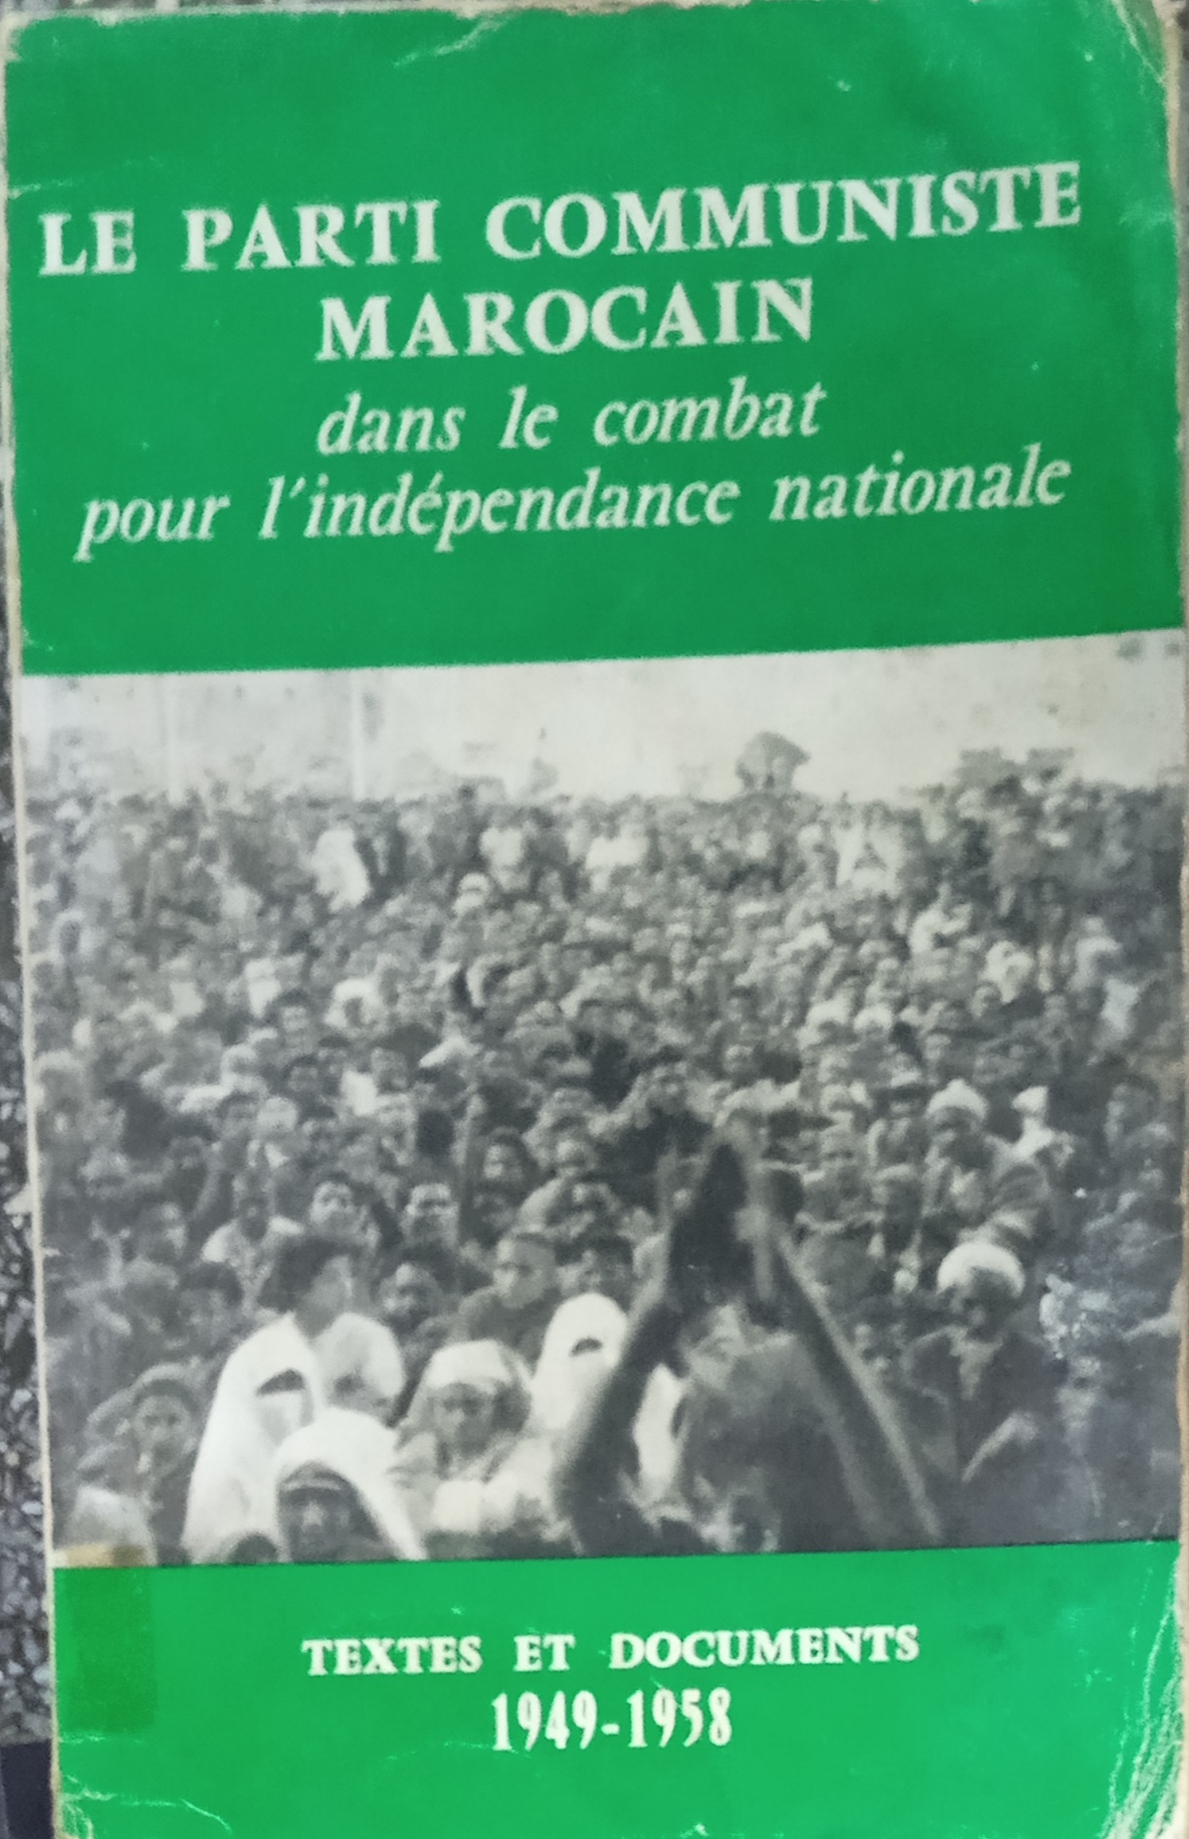 LE PARTI COMMUNISTE
MAROCAIN
dans le combat
pour l'indépendance nationale
TEXTES ET DOCUMENTS
1949-1958